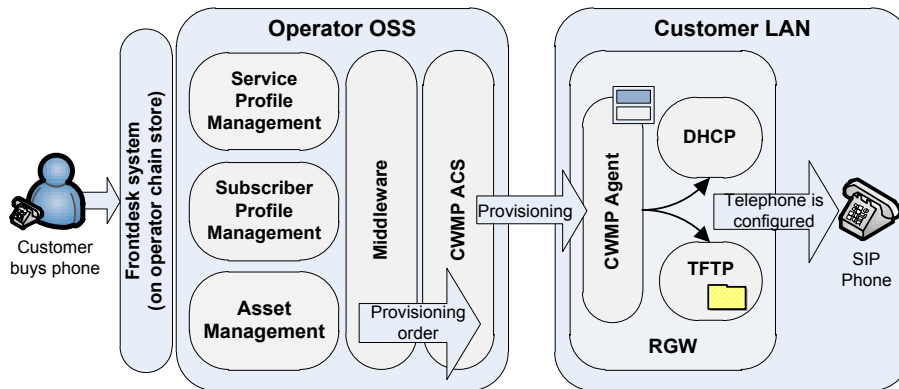 Operator OSS
Customer LAN
Customer
buys phone
Frontdesk system
(on operator chain store)
Service
Profile
Management
Subscriber
Profile
Management
Asset
Management
Middleware
CWMP ACS
Provisioning
order
Provisioning
CWMP Agent
DHCP
TFTP
RGW
Telephone is
configured
SIP
Phone